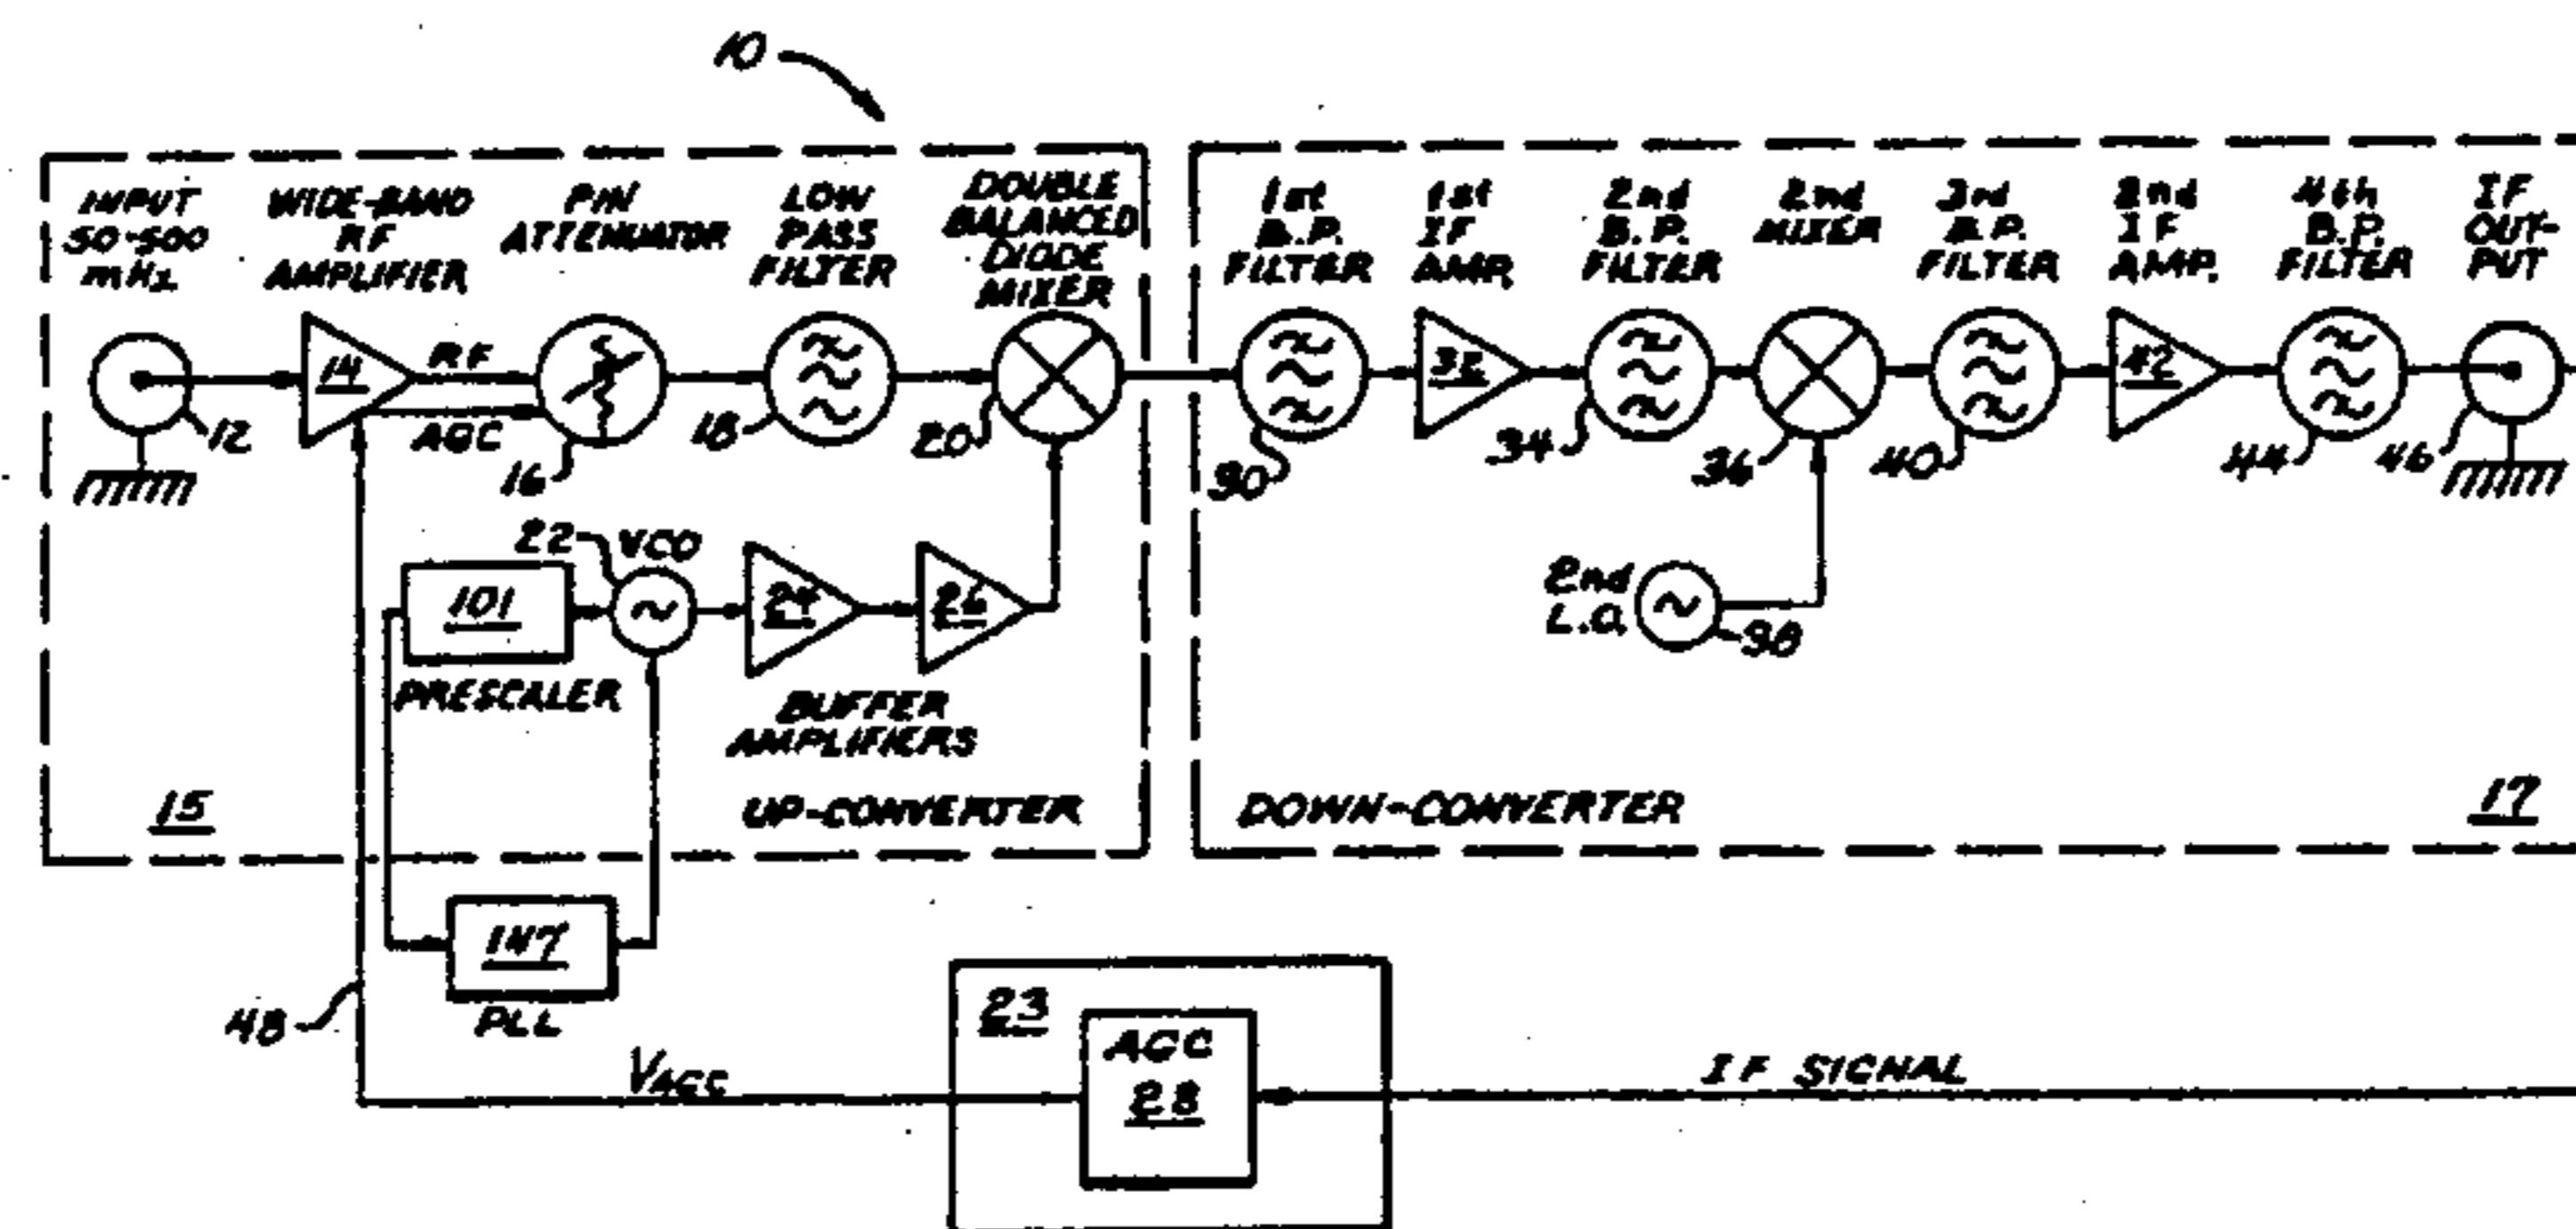 10
INPUT
50-500
mHz
WIDE-BAND
RF
AMPLIFIER
PIN
ATTENUATOR
LOW
PASS
FILTER
DOUBLE
BALANCED
DIODE
MIXER
1st
B.P.
FILTER
1st
IF
AMP.
2nd
B.P.
FILTER
2nd
MIXER
3rd
B.P.
FILTER
2nd
IF
AMP.
4th
B.P.
FILTER
IF
OUT-
PUT
14
RF
AGC
12
16
18
20
30
32
34
36
40
42
44
46
22
VCO
101
PRESCALER
24
26
BUFFER
AMPLIFIERS
2nd
L.O.
38
15
UP-CONVERTER
DOWN-CONVERTER
17
147
PLL
48
VAGC
23
AGC
28
IF SIGNAL